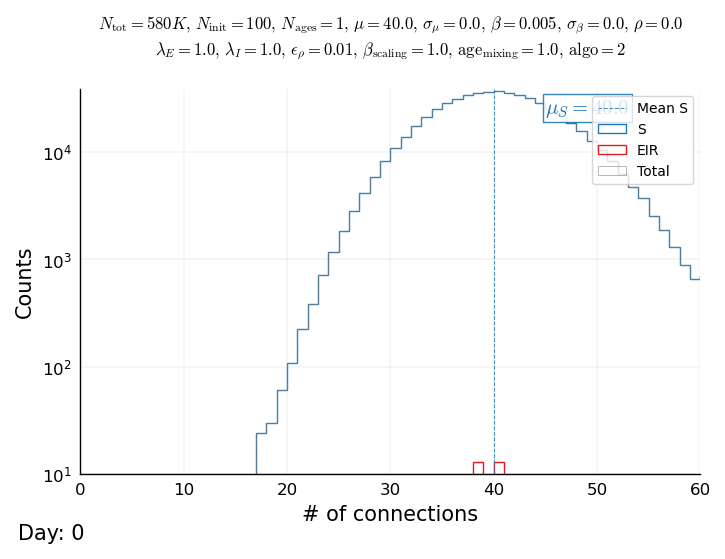 N_tot = 580K, N_init = 100, N_ages = 1, μ = 40.0, σ_μ = 0.0, β = 0.005, σ_β = 0.0, ρ = 0.0
λ_E = 1.0, λ_I = 1.0, ϵ_ρ = 0.01, β_scaling = 1.0, age_mixing = 1.0, algo = 2
μ_S = 40.0
Mean S
S
EIR
Total
Counts
10^4
10^3
10^2
10^1
0 10 20 30 40 50 60
# of connections
Day: 0